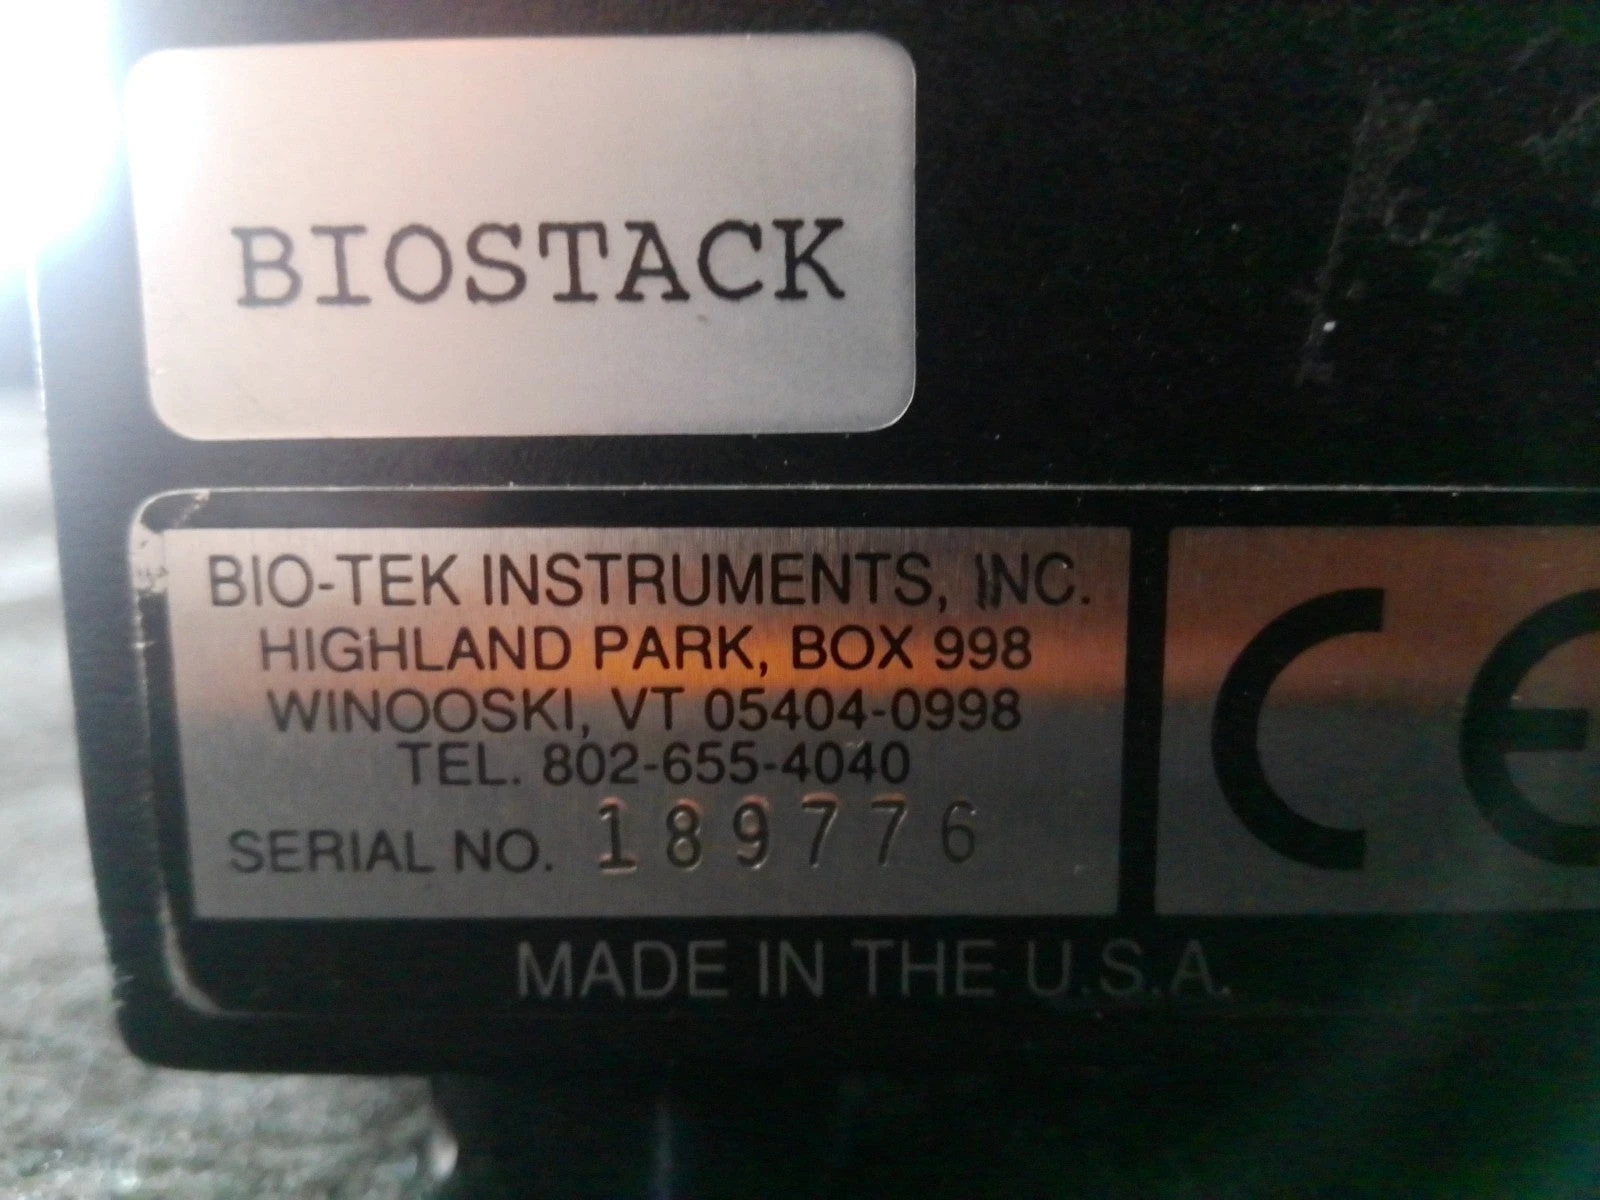 BIOSTACK
BIO-TEK INSTRUMENTS, INC.
HIGHLAND PARK, BOX 998
WINOOSKI, VT 05404-0998
TEL. 802-655-4040
SERIAL NO. 189776
CE
MADE IN THE U.S.A.